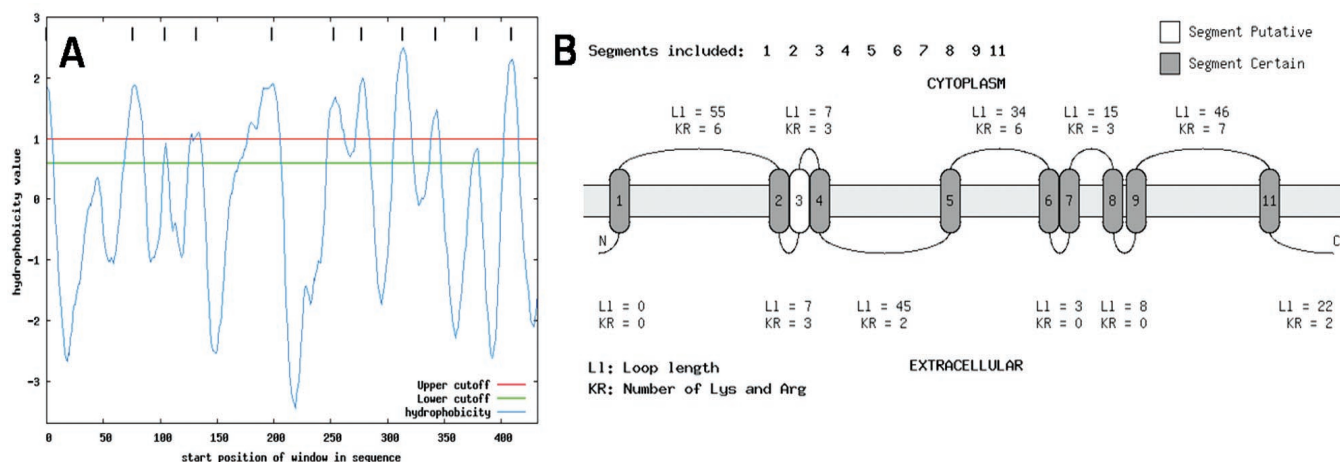 A
3
2
1
0
-1
-2
-3
hydrophobicity value
0 50 100 150 200 250 300 350 400
start position of window in sequence
Upper cutoff
Lower cutoff
hydrophobicity
B
Segments included: 1 2 3 4 5 6 7 8 9 11
Segment Putative
Segment Certain
CYTOPLASM
Ll = 55
KR = 6
Ll = 7
KR = 3
Ll = 34
KR = 6
Ll = 15
KR = 3
Ll = 46
KR = 7
1 2 3 4 5 6 7 8 9 11
N
C
Ll = 0
KR = 0
Ll = 7
KR = 3
Ll = 45
KR = 2
Ll = 3
KR = 0
Ll = 8
KR = 0
Ll = 22
KR = 2
Ll: Loop length
KR: Number of Lys and Arg
EXTRACELLULAR